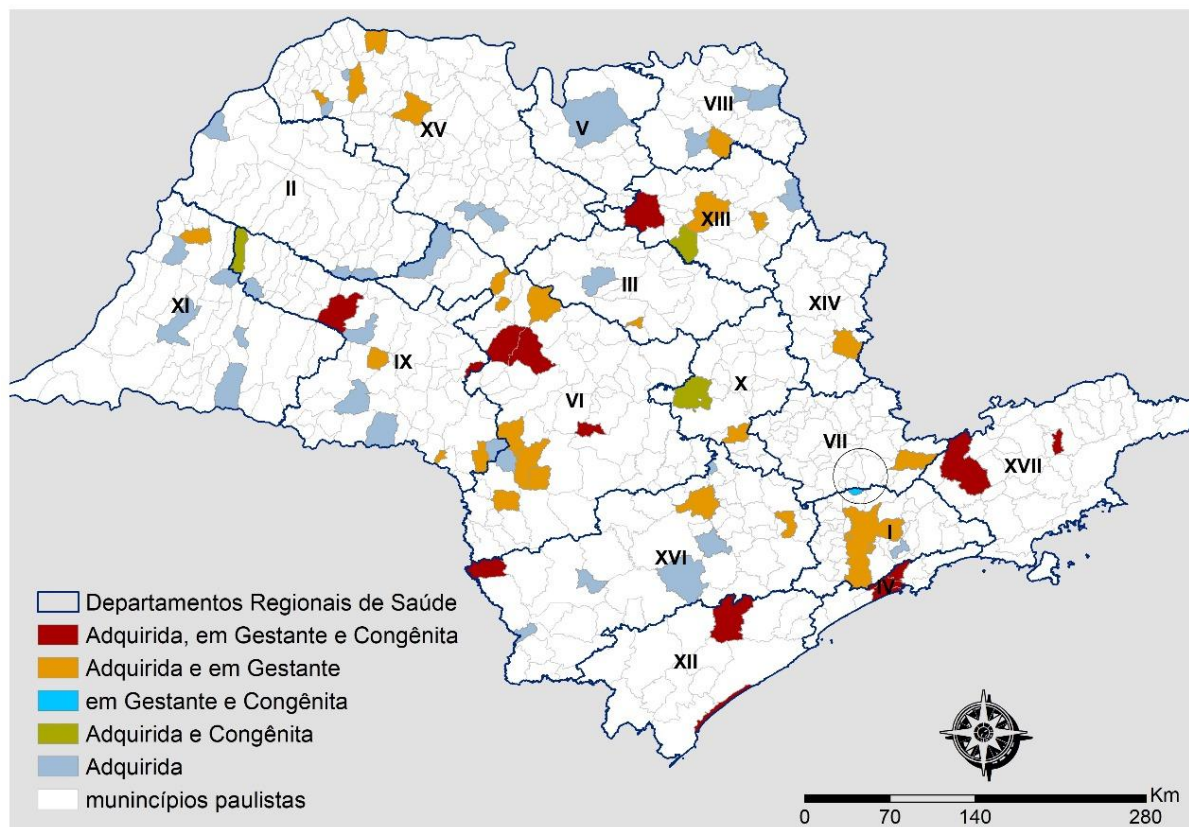 VIII
V
XV
II
XIII
III
XIV
XI
IX
X
VI
VII
XVII
I
XVI
IV
XII
Departamentos Regionais de Saúde
Adquirida, em Gestante e Congênita
Adquirida e em Gestante
em Gestante e Congênita
Adquirida e Congênita
Adquirida
munincípios paulistas
Km
0 70 140 280